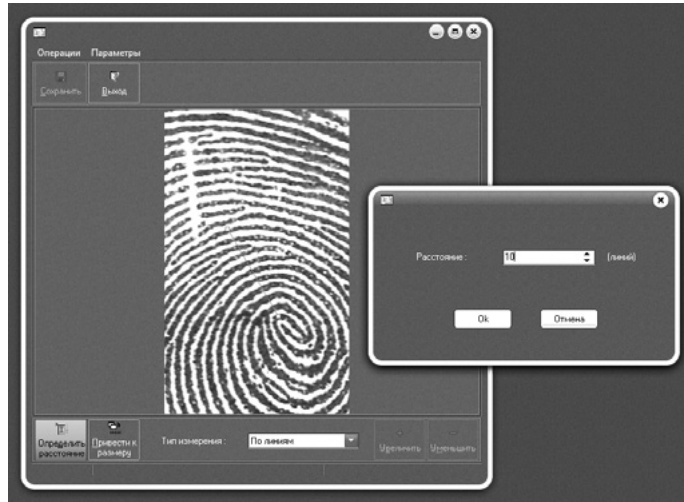 Операции Параметры
Сохранить Выход
Расстояние : 10 (линий)
Ok Отмена
Определить расстояние
Привести к размеру
Тип измерения : По линиям
Увеличить Уменьшить